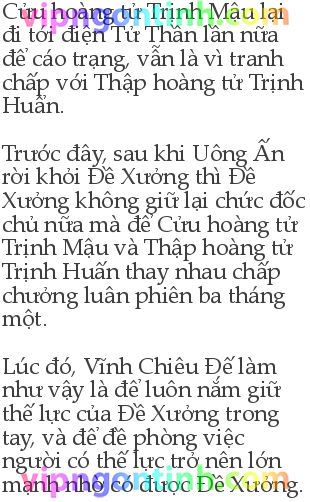 Cửu hoàng tử Trịnh Mậu lại
đi tới điện Tử Thần lần nữa
để cáo trạng, vẫn là vì tranh
chấp với Thập hoàng tử Trịnh
Huấn.
Trước đây, sau khi Uông Ấn
rời khỏi Đề Xưởng thì Đề
Xưởng không giữ lại chức đốc
chủ nữa mà để Cửu hoàng tử
Trịnh Mậu và Thập hoàng tử
Trịnh Huấn thay nhau chấp
chưởng luân phiên ba tháng
một.
Lúc đó, Vĩnh Chiêu Đế làm
như vậy là để luôn nắm giữ
thế lực của Đề Xưởng trong
tay, và để đề phòng việc
người có thế lực trở nên lớn
mạnh nhờ có được Đề Xưởng.
vipngontinh.com
vipngontinh.com